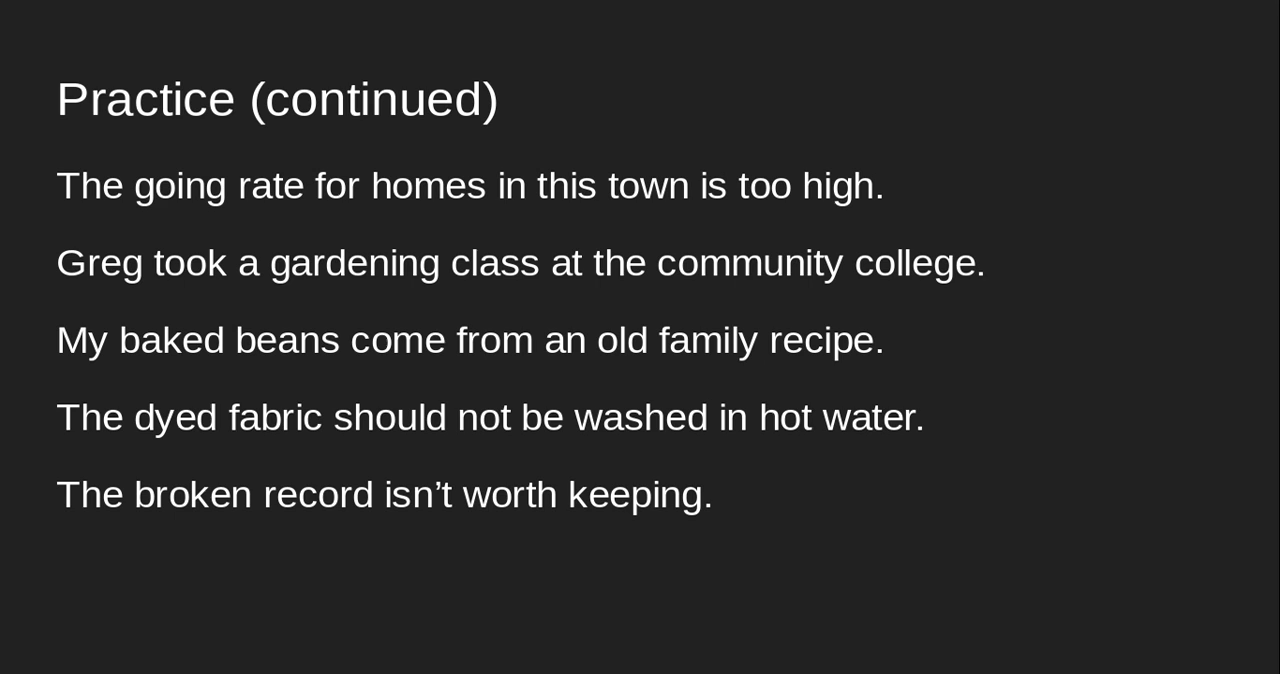 Practice (continued)
The going rate for homes in this town is too high.
Greg took a gardening class at the community college.
My baked beans come from an old family recipe.
The dyed fabric should not be washed in hot water.
The broken record isn’t worth keeping.